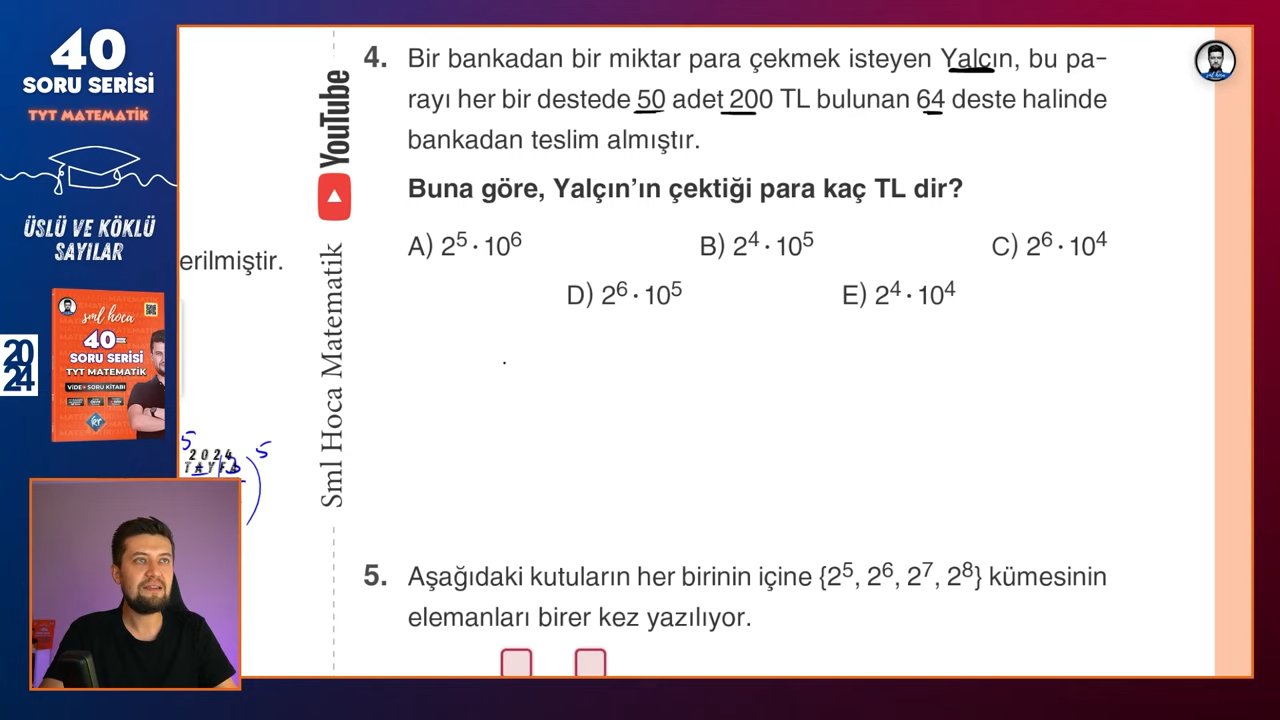 40
SORU SERİSİ
TYT MATEMATİK
ÜSLÜ VE KÖKLÜ
SAYILAR
sml hoca
40
SORU SERİSİ
TYT MATEMATİK
VİDEO SORU KİTABI
20
24
erilmiştir.
5
2024
TAYFA
5
Sml Hoca Matematik YouTube
4. Bir bankadan bir miktar para çekmek isteyen Yalçın, bu pa-
rayı her bir destede 50 adet 200 TL bulunan 64 deste halinde
bankadan teslim almıştır.
Buna göre, Yalçın'ın çektiği para kaç TL dir?
A) 2⁵ · 10⁶ B) 2⁴ · 10⁵ C) 2⁶ · 10⁴
D) 2⁶ · 10⁵ E) 2⁴ · 10⁴
5. Aşağıdaki kutuların her birinin içine {2⁵, 2⁶, 2⁷, 2⁸} kümesinin
elemanları birer kez yazılıyor.